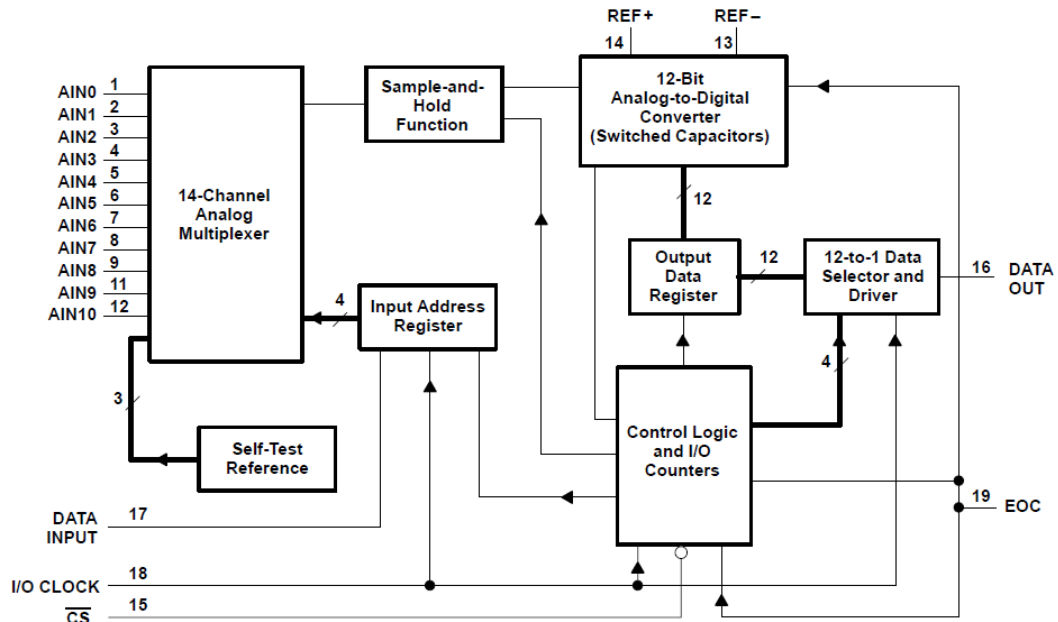 REF+
REF−
14
13
12-Bit
Analog-to-Digital
Converter
(Switched Capacitors)
Sample-and-
Hold
Function
14-Channel
Analog
Multiplexer
AIN0 1
AIN1 2
AIN2 3
AIN3 4
AIN4 5
AIN5 6
AIN6 7
AIN7 8
AIN8 9
AIN9 11
AIN10 12
12
Output
Data
Register
12
12-to-1 Data
Selector and
Driver
16 DATA
OUT
4
Input Address
Register
4
3
Self-Test
Reference
Control Logic
and I/O
Counters
19 EOC
DATA
INPUT
17
I/O CLOCK 18
C̅S̅ 15